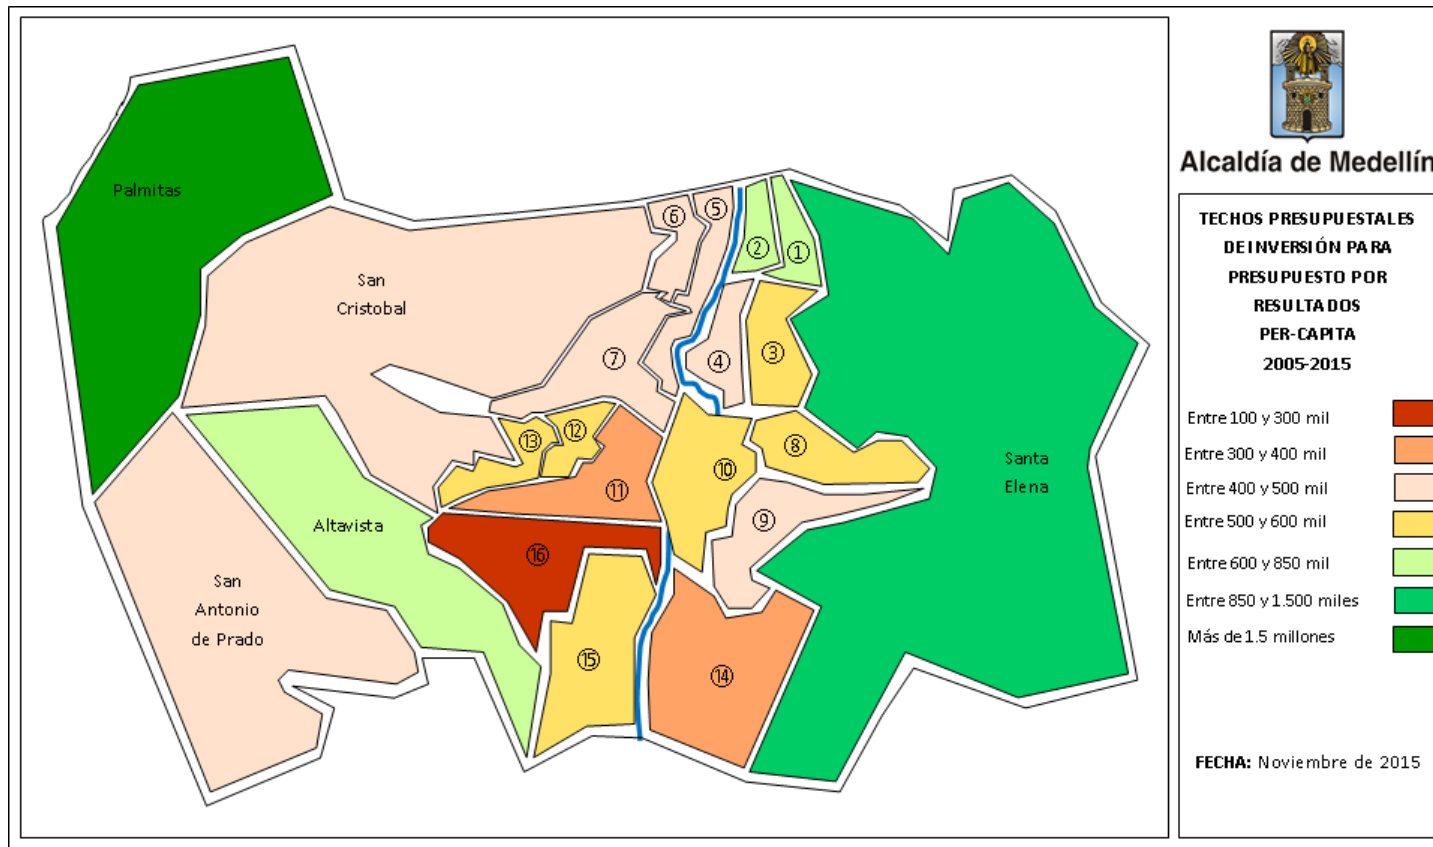 Alcaldía de Medellín
TECHOS PRESUPUESTALES
DE INVERSIÓN PARA
PRESUPUESTO POR
RESULTADOS
PER-CAPITA
2005-2015
Entre 100 y 300 mil
Entre 300 y 400 mil
Entre 400 y 500 mil
Entre 500 y 600 mil
Entre 600 y 850 mil
Entre 850 y 1.500 miles
Más de 1.5 millones
FECHA: Noviembre de 2015
Palmitas
San
Cristobal
6
5
2
1
7
4
3
13
12
8
11
10
9
Santa
Elena
Altavista
16
San
Antonio
de Prado
15
14